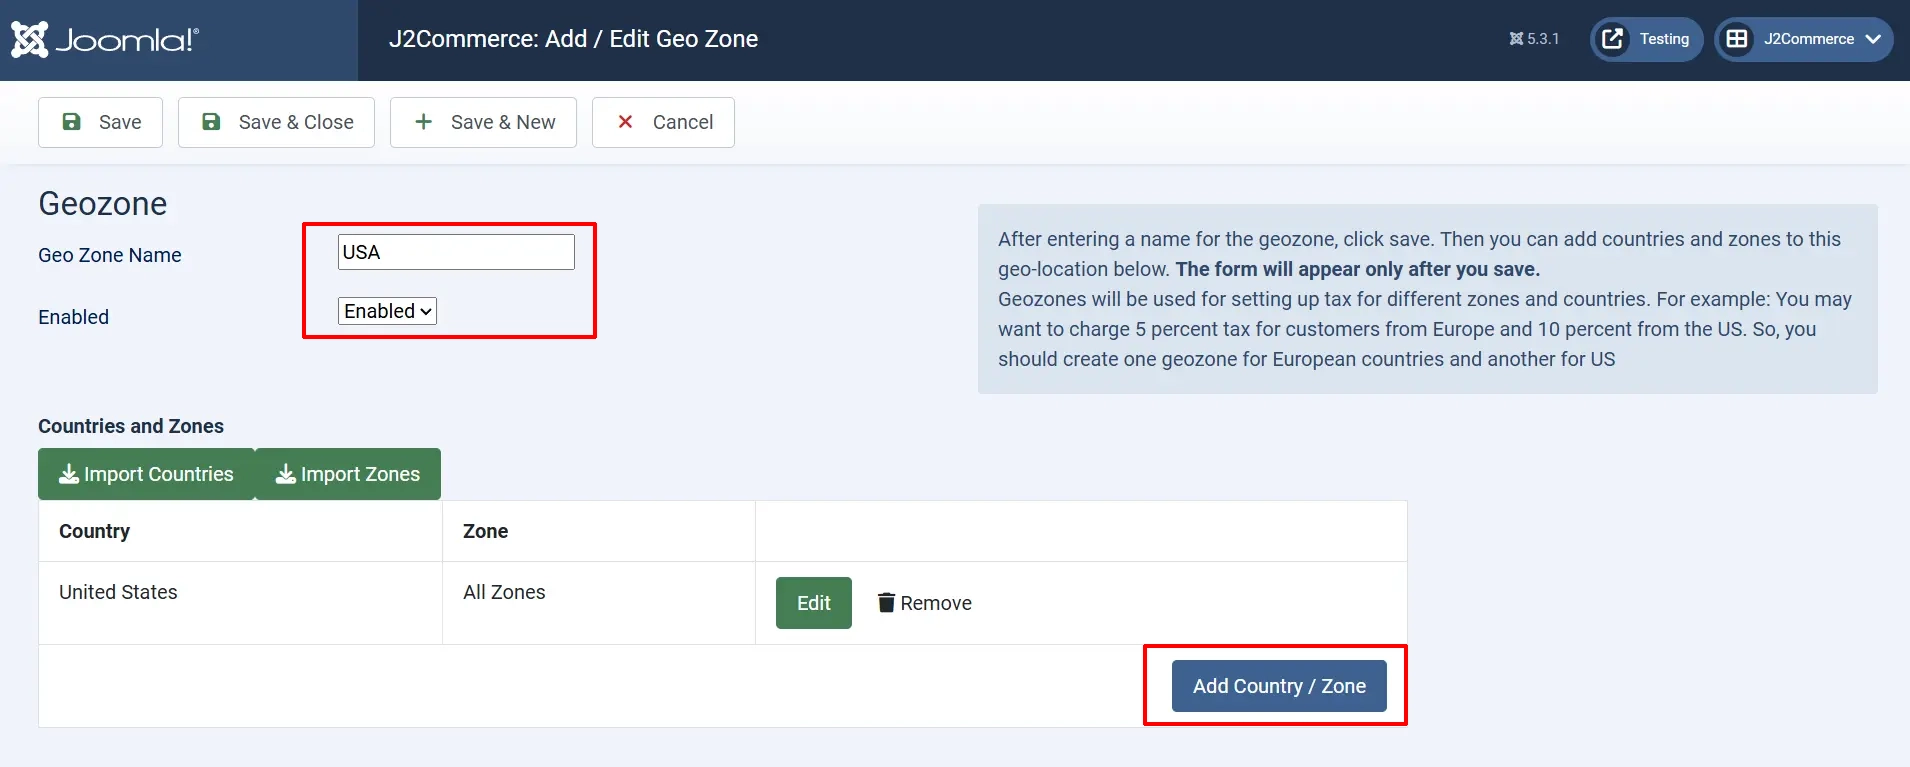 Joomla!®
J2Commerce: Add / Edit Geo Zone
5.3.1
Testing
J2Commerce
Save
Save & Close
Save & New
Cancel
Geozone
Geo Zone Name
USA
Enabled
Enabled
After entering a name for the geozone, click save. Then you can add countries and zones to this
geo-location below. The form will appear only after you save.
Geozones will be used for setting up tax for different zones and countries. For example: You may
want to charge 5 percent tax for customers from Europe and 10 percent from the US. So, you
should create one geozone for European countries and another for US
Countries and Zones
Import Countries
Import Zones
Country
Zone
United States
All Zones
Edit
Remove
Add Country / Zone